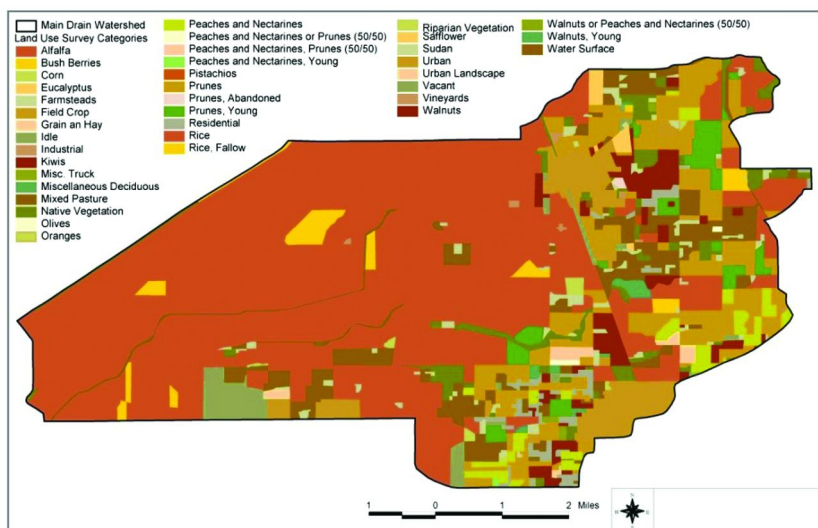 Main Drain Watershed
Land Use Survey Categories
Alfalfa
Bush Berries
Corn
Eucalyptus
Farmsteads
Field Crop
Grain an Hay
Idle
Industrial
Kiwis
Misc. Truck
Miscellaneous Deciduous
Mixed Pasture
Native Vegetation
Olives
Oranges
Peaches and Nectarines
Peaches and Nectarines or Prunes (50/50)
Peaches and Nectarines, Prunes (50/50)
Peaches and Nectarines, Young
Pistachios
Prunes
Prunes, Abandoned
Prunes, Young
Residential
Rice
Rice, Fallow
Riparian Vegetation
Safflower
Sudan
Urban
Urban Landscape
Vacant
Vineyards
Walnuts
Walnuts or Peaches and Nectarines (50/50)
Walnuts, Young
Water Surface
1 0 1 2 Miles